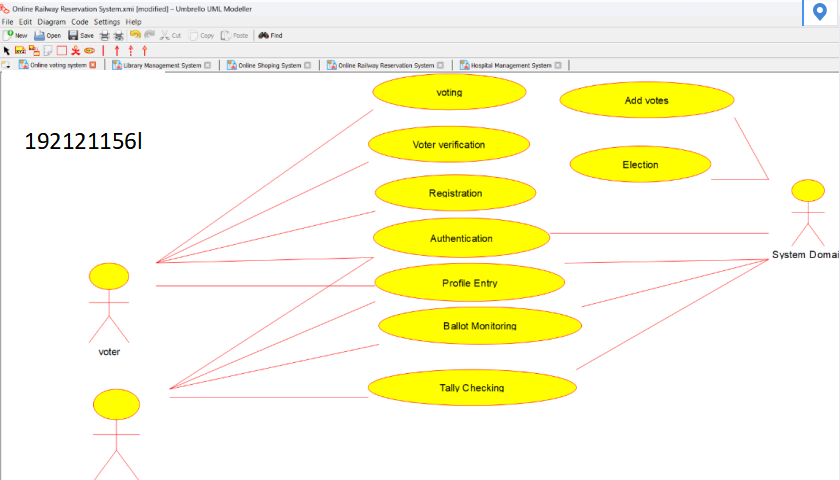 Online Railway Reservation System.xmi [modified] – Umbrello UML Modeller
File Edit Diagram Code Settings Help
New Open Save Cut Copy Paste Find
Online voting system Library Management System Online Shoping System Online Railway Reservation System Hospital Management System
192121156l
voting
Add votes
Voter verification
Election
Registration
Authentication
System Domai
Profile Entry
Ballot Monitoring
voter
Tally Checking